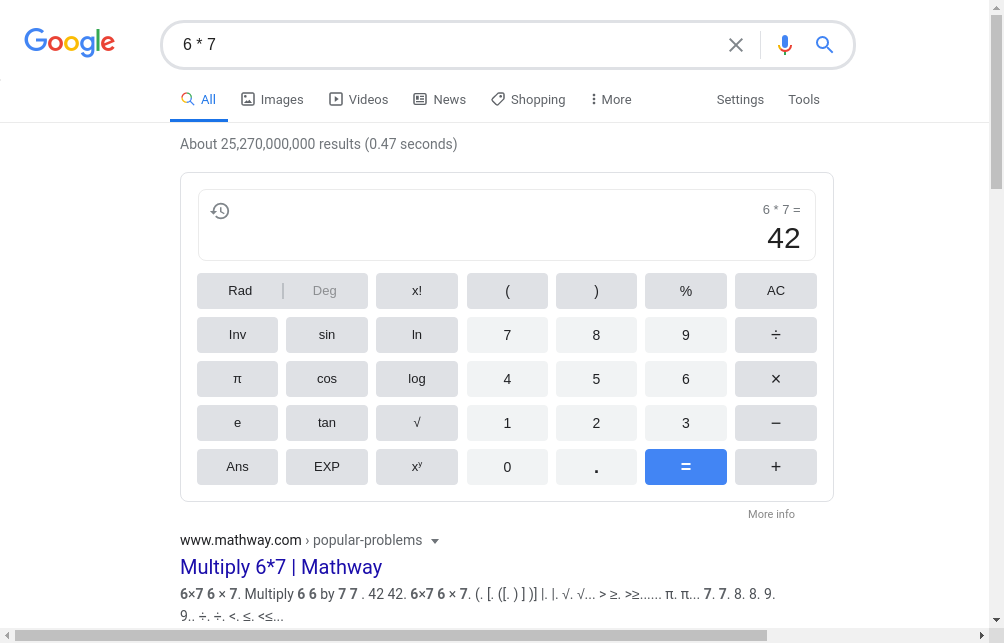 Google
6 * 7
All Images Videos News Shopping More Settings Tools
About 25,270,000,000 results (0.47 seconds)
6 * 7 =
42
Rad Deg x! ( ) % AC
Inv sin ln 7 8 9 ÷
π cos log 4 5 6 ×
e tan √ 1 2 3 −
Ans EXP xʸ 0 . = +
More info
www.mathway.com › popular-problems
Multiply 6*7 | Mathway
6×7 6 × 7. Multiply 6 6 by 7 7 . 42 42. 6×7 6 × 7. (. [. ([. ) ] )] |. |. √. √... > ≥. >≥...... π. π... 7. 7. 8. 8. 9.
9.. ÷. ÷. <. ≤. <≤...